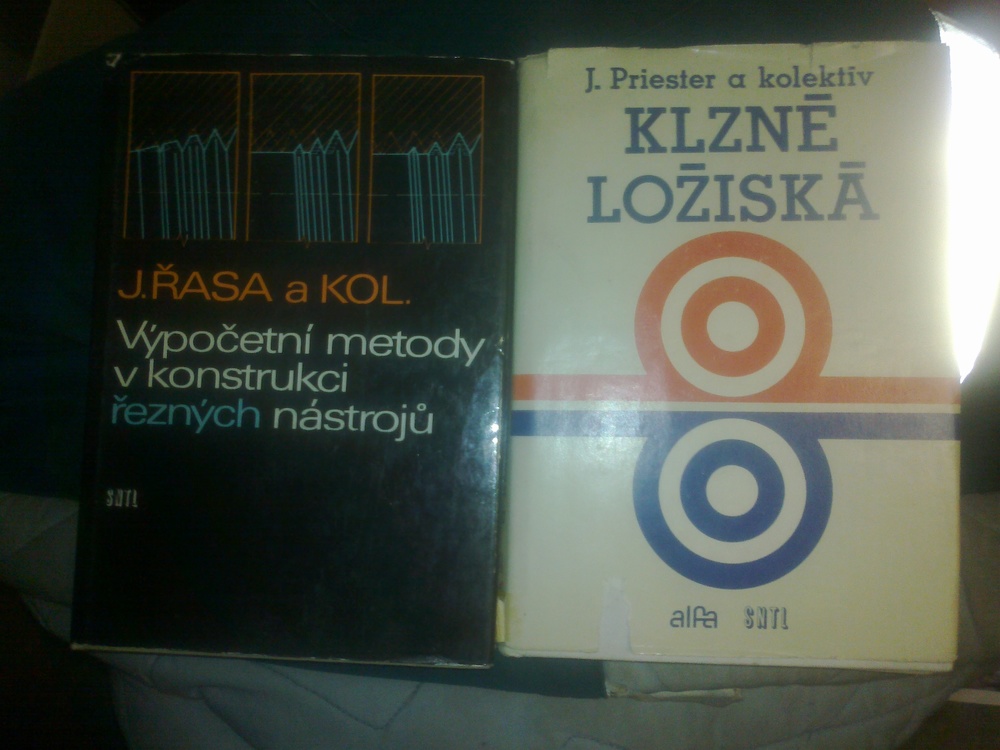 J. ŘASA a KOL.
Výpočetní metody
v konstrukci
řezných nástrojů
SNTL
J. Priester a kolektív
KLZNÉ
LOŽISKÁ
alfa SNTL